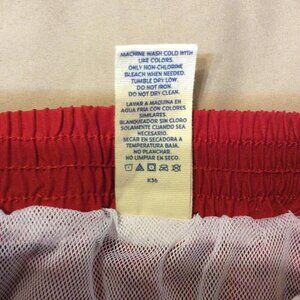 MACHINE WASH COLD WITH
LIKE COLORS.
ONLY NON-CHLORINE
BLEACH WHEN NEEDED.
TUMBLE DRY LOW.
DO NOT IRON.
DO NOT DRY CLEAN.
LAVAR A MAQUINA EN
AGUA FRIA CON COLORES
SIMILARES.
BLANQUEADOR SIN CLORO
SOLAMENTE CUANDO SEA
NECESARIO.
SECAR EN SECADORA A
TEMPERATURA BAJA.
NO PLANCHAR.
NO LIMPIAR EN SECO.
K36